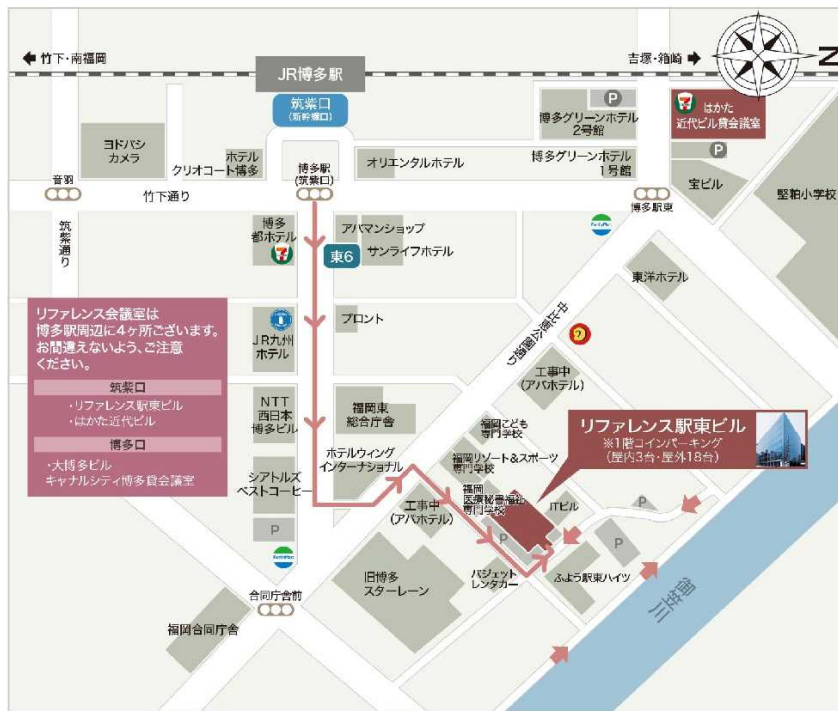 竹下・南福岡
JR博多駅
吉塚・箱崎
N
筑紫口
(新幹線口)
P
博多グリーンホテル
2号館
はかた
近代ビル貸会議室
P
ヨドバシ
カメラ
ホテル
クリオコート博多
博多駅
(筑紫口)
オリエンタルホテル
博多グリーンホテル
1号館
宝ビル
堅粕小学校
音羽
竹下通り
博多駅東
筑紫通り
博多
都ホテル
アパマンショップ
サンライフホテル
東6
FamilyMart
東洋ホテル
中比恵公園通り
リファレンス会議室は
博多駅周辺に4ヶ所ございます。
お間違えないよう、ご注意
ください。
筑紫口
・リファレンス駅東ビル
・はかた近代ビル
博多口
・大博多ビル
キャナルシティ博多貸会議室
JR九州
ホテル
プロント
工事中
(アパホテル)
NTT
西日本
博多ビル
福岡東
総合庁舎
福岡こども
専門学校
リファレンス駅東ビル
※1階コインパーキング
(屋内3台・屋外18台)
ホテルウィング
インターナショナル
福岡リゾート&スポーツ
専門学校
シアトルズ
ベストコーヒー
工事中
(アパホテル)
福岡
医療秘書福祉
専門学校
ITビル
P
P
P
P
FamilyMart
旧博多
スターレーン
バジェット
レンタカー
ふよう駅東ハイツ
御笠川
合同庁舎前
福岡合同庁舎